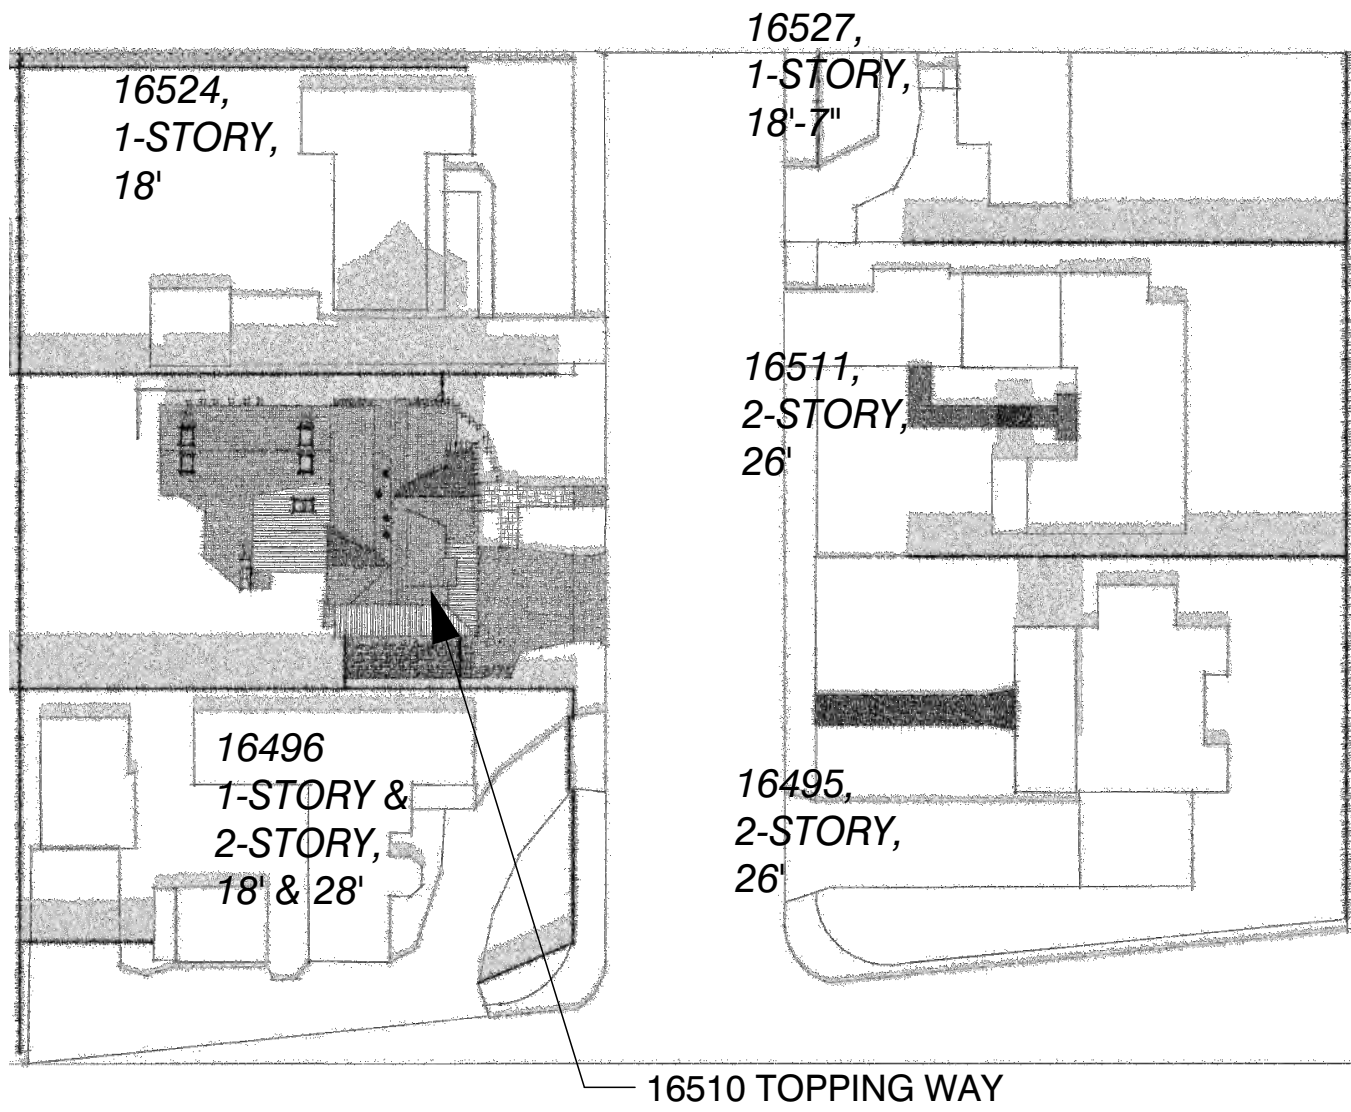 16527,
1-STORY,
18'-7"
16524,
1-STORY,
18'
16511,
2-STORY,
26'
16496
1-STORY &
2-STORY,
18' & 28'
16495,
2-STORY,
26'
16510 TOPPING WAY